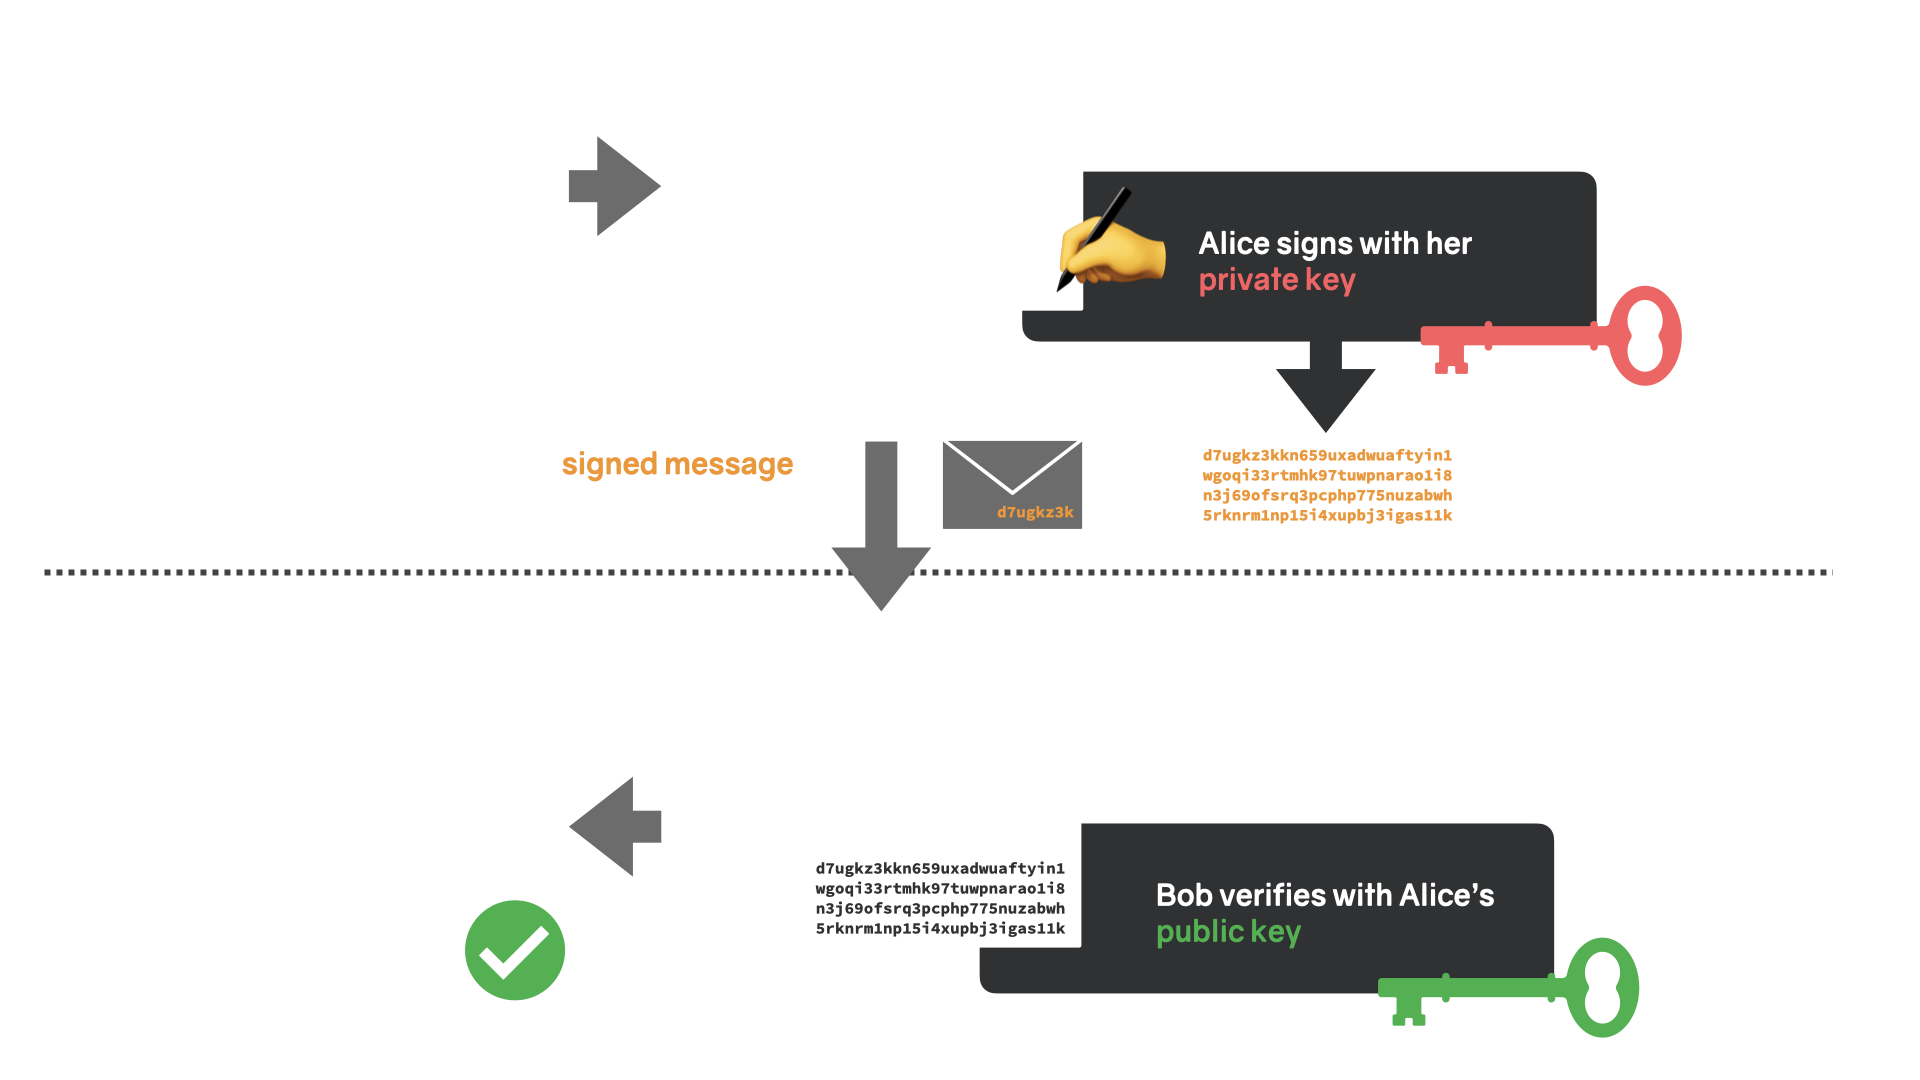 Alice signs with her
private key
signed message
d7ugkz3k
d7ugkz3kkn659uxadwuaftyin1
wgoqi33rtmhk97tuwpnarao1i8
n3j69ofsrq3pcphp775nuzabwh
5rknrm1np15i4xupbj3igas11k
d7ugkz3kkn659uxadwuaftyin1
wgoqi33rtmhk97tuwpnarao1i8
n3j69ofsrq3pcphp775nuzabwh
5rknrm1np15i4xupbj3igas11k
Bob verifies with Alice’s
public key